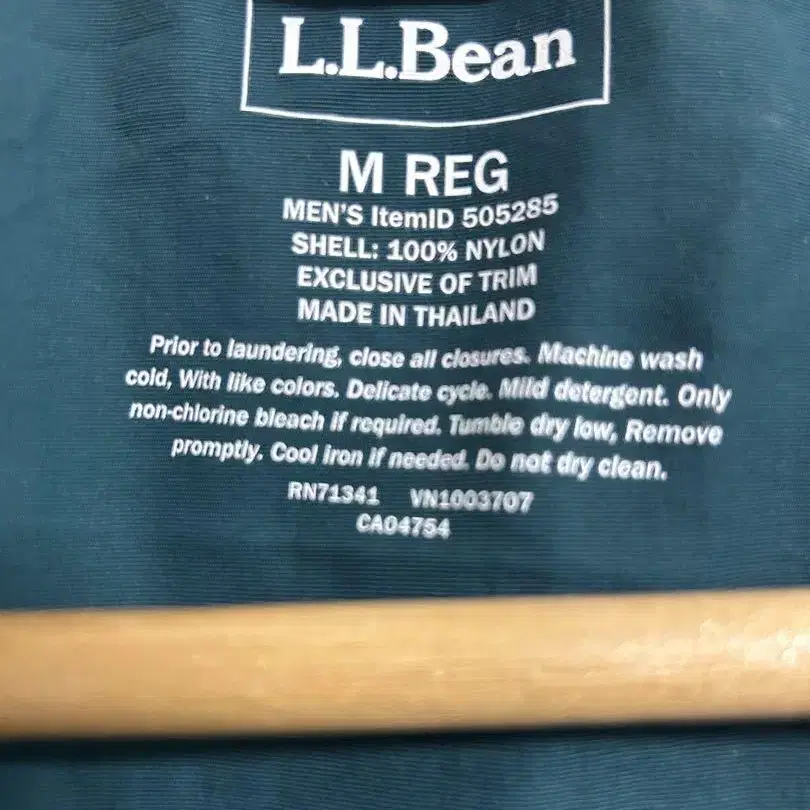 L.L.Bean
M REG
MEN'S ItemID 505285
SHELL: 100% NYLON
EXCLUSIVE OF TRIM
MADE IN THAILAND
Prior to laundering, close all closures. Machine wash
cold, With like colors. Delicate cycle. Mild detergent. Only
non-chlorine bleach if required. Tumble dry low, Remove
promptly. Cool iron if needed. Do not dry clean.
RN71341 VN1003707
CA04754